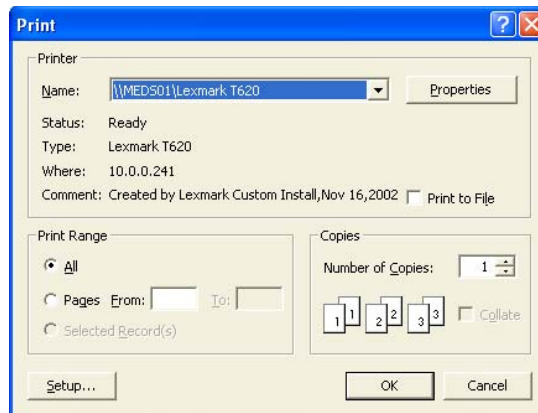 Print
Printer
Name: \\MEDS01\Lexmark T620
Properties
Status: Ready
Type: Lexmark T620
Where: 10.0.0.241
Comment: Created by Lexmark Custom Install,Nov 16,2002
Print to File
Print Range
All
Pages From: To:
Selected Record(s)
Copies
Number of Copies: 1
1 1 2 2 3 3
Collate
Setup...
OK
Cancel